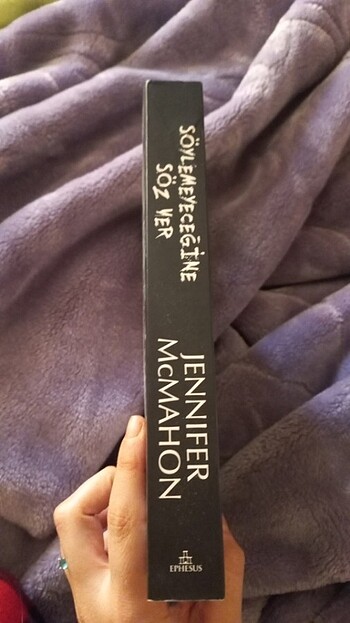 SÖYLEMEYECEĞİNE
SÖZ VER
JENNIFER
McMAHON
EPHESUS